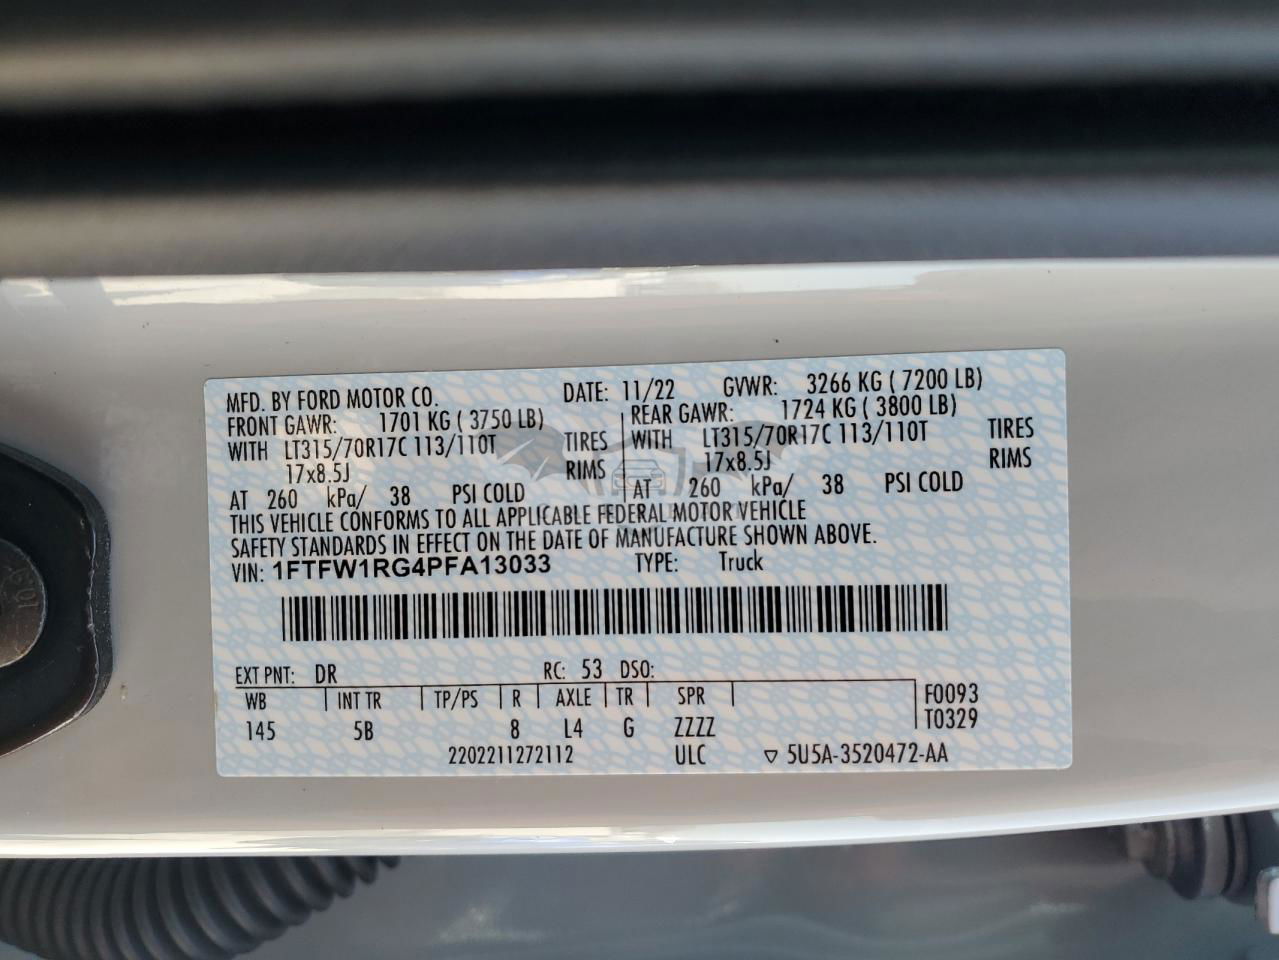 MFD. BY FORD MOTOR CO. DATE: 11/22 GVWR: 3266 KG ( 7200 LB)
FRONT GAWR: 1701 KG ( 3750 LB) REAR GAWR: 1724 KG ( 3800 LB)
WITH LT315/70R17C 113/110T TIRES WITH LT315/70R17C 113/110T TIRES
17x8.5J RIMS 17x8.5J RIMS
AT 260 kPa/ 38 PSI COLD AT 260 kPa/ 38 PSI COLD
THIS VEHICLE CONFORMS TO ALL APPLICABLE FEDERAL MOTOR VEHICLE
SAFETY STANDARDS IN EFFECT ON THE DATE OF MANUFACTURE SHOWN ABOVE.
VIN: 1FTFW1RG4PFA13033 TYPE: Truck
EXT PNT: DR RC: 53 DSO:
WB INT TR TP/PS R AXLE TR SPR F0093
145 5B 8 L4 G ZZZZ T0329
2202211272112 ULC ▽ 5U5A-3520472-AA